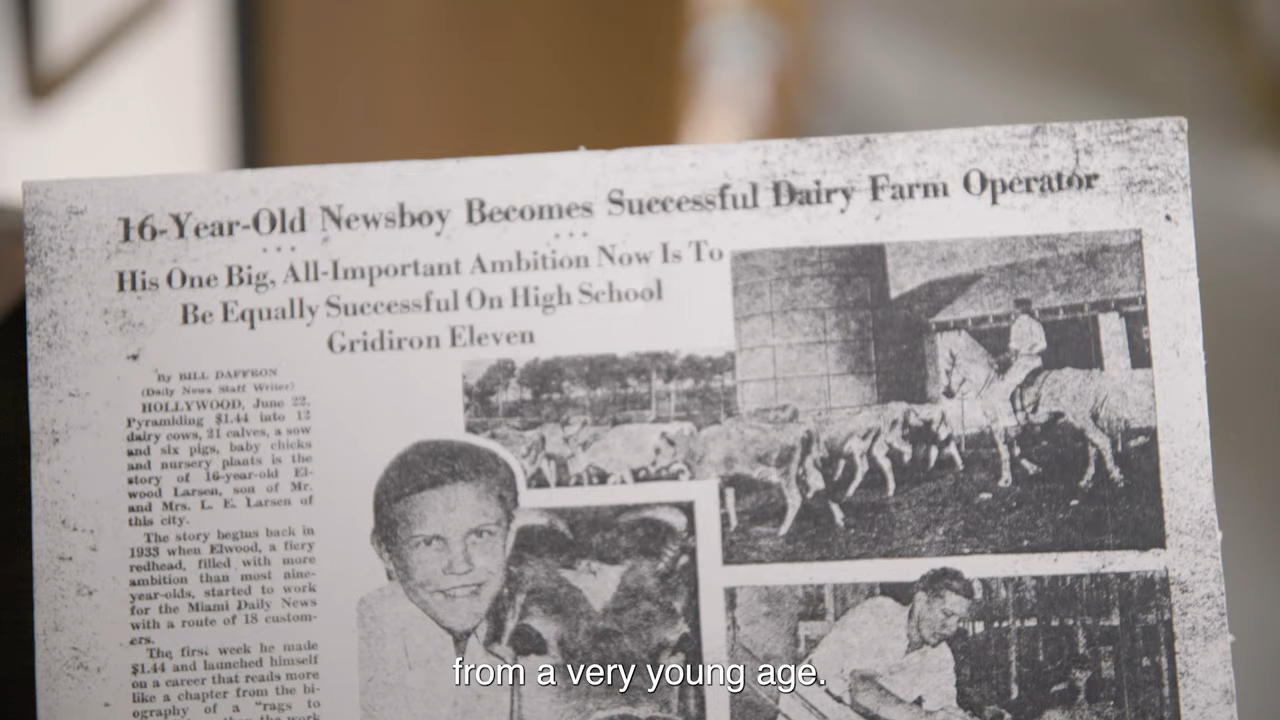 16-Year-Old Newsboy Becomes Successful Dairy Farm Operator
His One Big, All-Important Ambition Now Is To
Be Equally Successful On High School
Gridiron Eleven
By BILL DAFFRON
(Daily News Staff Writer)
HOLLYWOOD, June 22.
Pyramiding $1.44 into 12
dairy cows, 21 calves, a sow
and six pigs, baby chicks
and nursery plants is the
story of 16-year-old El-
wood Larsen, son of Mr.
and Mrs. L. E. Larsen of
this city.
The story begins back in
1933 when Elwood, a fiery
redhead, filled with more
ambition than most nine-
year-olds, started to work
for the Miami Daily News
with a route of 18 custom-
ers.
The first week he made
$1.44 and launched himself
on a career that reads more
like a chapter from the bi-
ography of a "rags to
than the work
from a very young age.